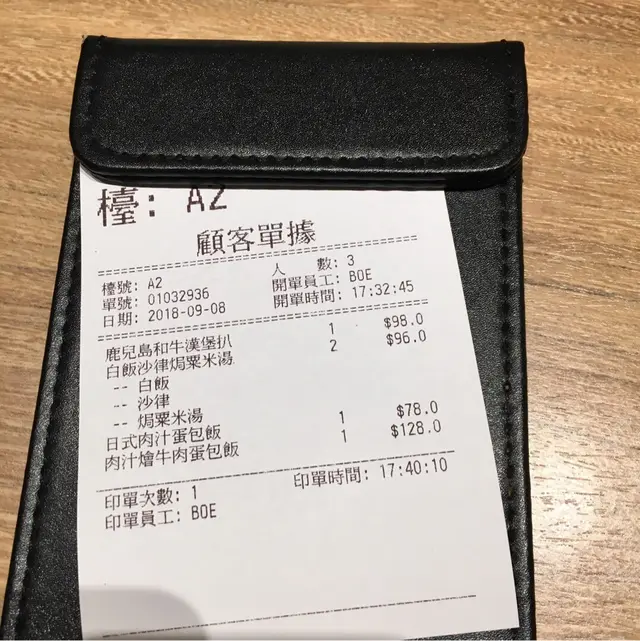 檯: A2
顧客單據
檯號: A2 人 數: 3
單號: 01032936 開單員工: BOE
日期: 2018-09-08 開單時間: 17:32:45
鹿兒島和牛漢堡扒 1 $98.0
白飯沙律焗粟米湯 2 $96.0
-- 白飯
-- 沙律
-- 焗粟米湯
日式肉汁蛋包飯 1 $78.0
肉汁燴牛肉蛋包飯 1 $128.0
印單次數: 1 印單時間: 17:40:10
印單員工: BOE